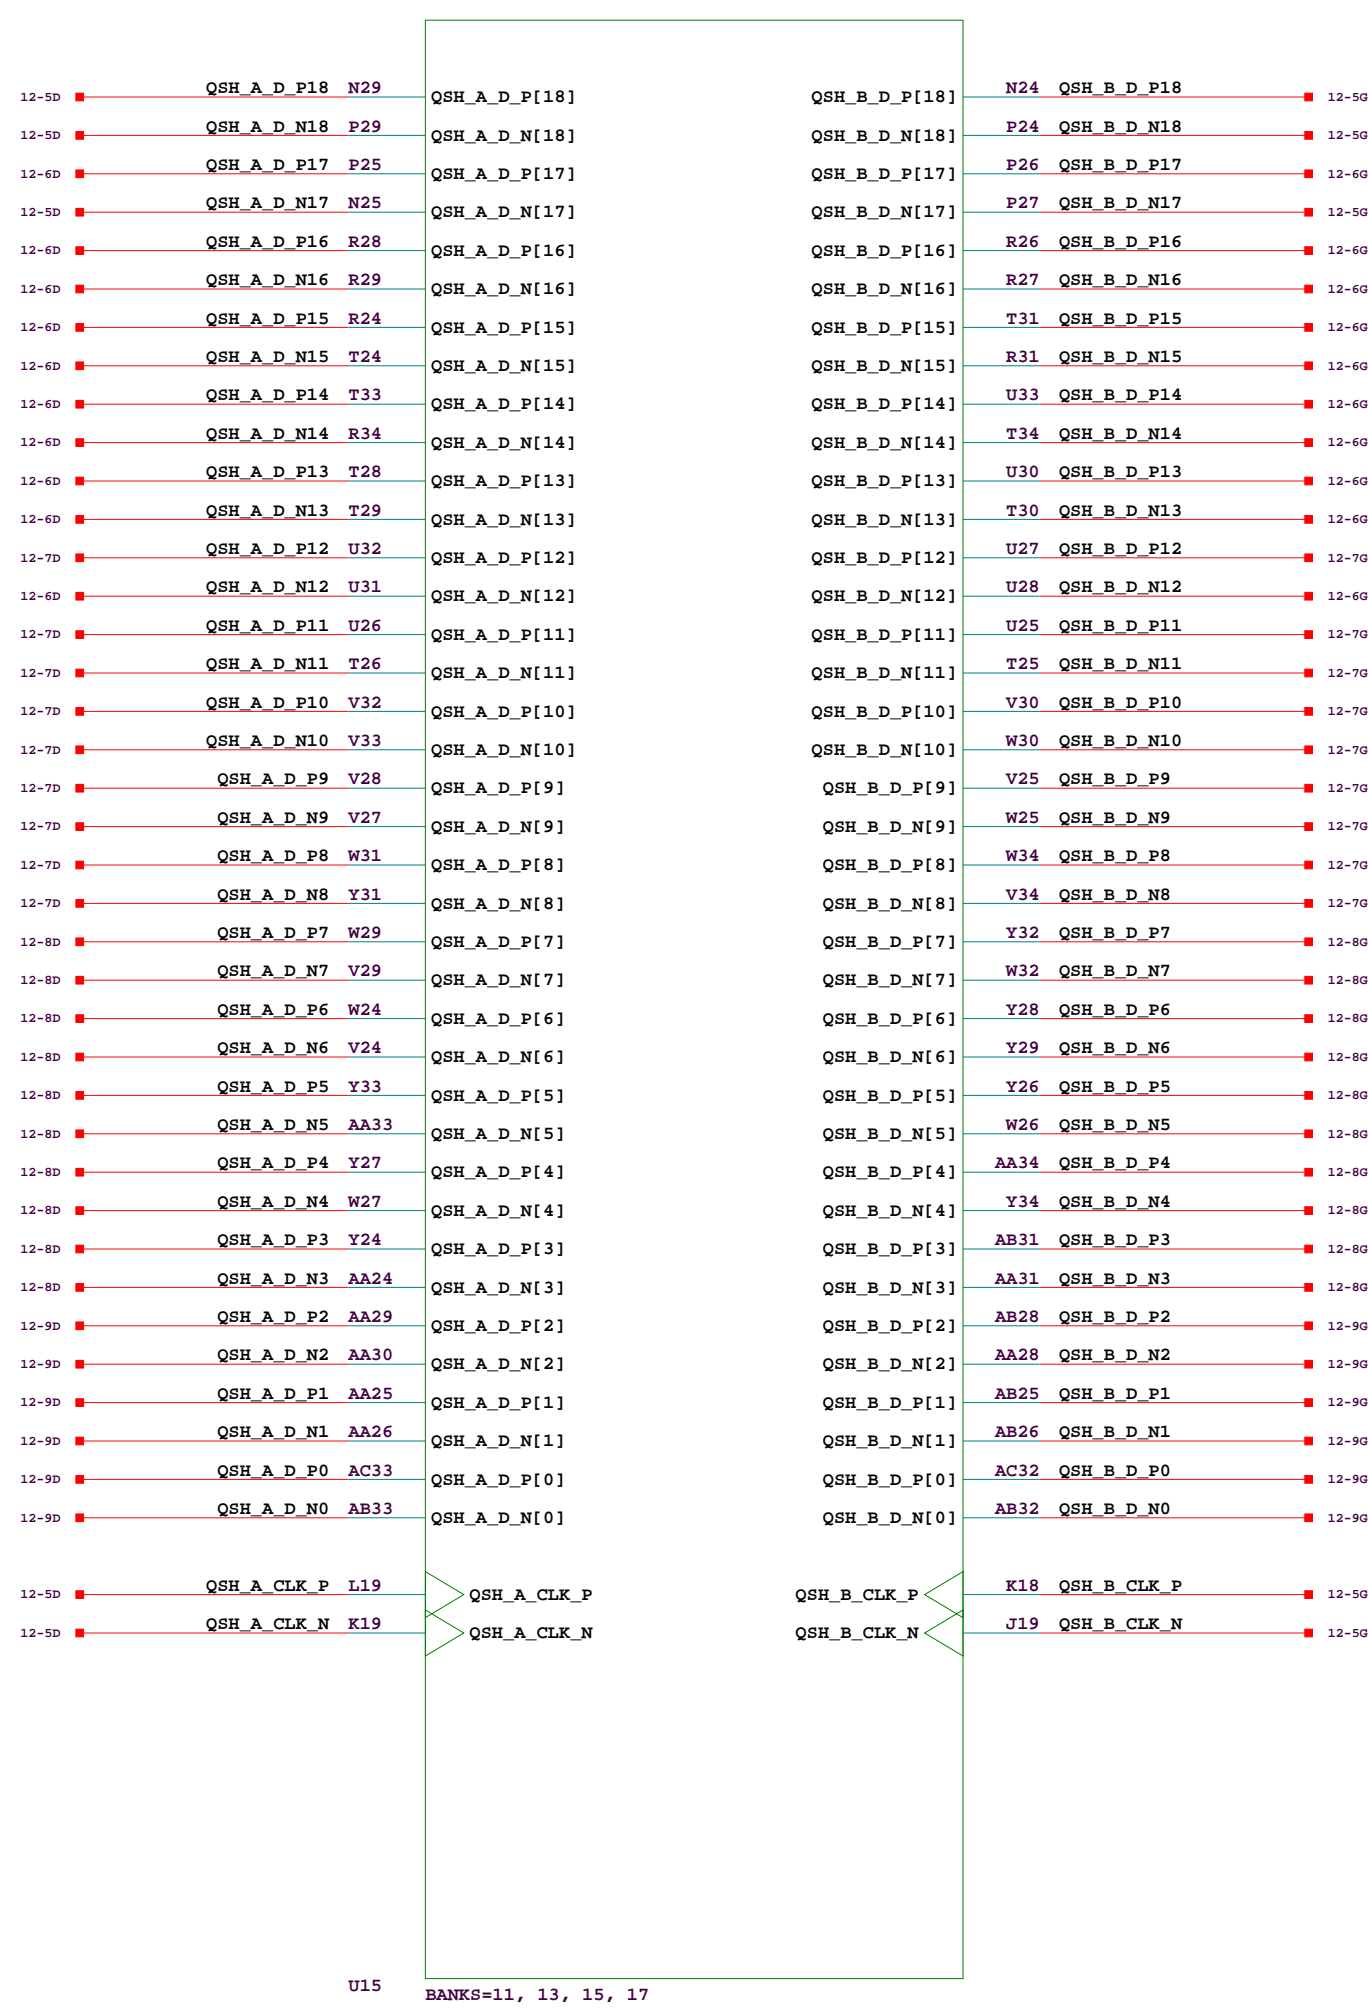 12-5D QSH_A_D_P18 N29 QSH_A_D_P[18] QSH_B_D_P[18] N24 QSH_B_D_P18 12-5G
12-5D QSH_A_D_N18 P29 QSH_A_D_N[18] QSH_B_D_N[18] P24 QSH_B_D_N18 12-5G
12-6D QSH_A_D_P17 P25 QSH_A_D_P[17] QSH_B_D_P[17] P26 QSH_B_D_P17 12-6G
12-5D QSH_A_D_N17 N25 QSH_A_D_N[17] QSH_B_D_N[17] P27 QSH_B_D_N17 12-5G
12-6D QSH_A_D_P16 R28 QSH_A_D_P[16] QSH_B_D_P[16] R26 QSH_B_D_P16 12-6G
12-6D QSH_A_D_N16 R29 QSH_A_D_N[16] QSH_B_D_N[16] R27 QSH_B_D_N16 12-6G
12-6D QSH_A_D_P15 R24 QSH_A_D_P[15] QSH_B_D_P[15] T31 QSH_B_D_P15 12-6G
12-6D QSH_A_D_N15 T24 QSH_A_D_N[15] QSH_B_D_N[15] R31 QSH_B_D_N15 12-6G
12-6D QSH_A_D_P14 T33 QSH_A_D_P[14] QSH_B_D_P[14] U33 QSH_B_D_P14 12-6G
12-6D QSH_A_D_N14 R34 QSH_A_D_N[14] QSH_B_D_N[14] T34 QSH_B_D_N14 12-6G
12-6D QSH_A_D_P13 T28 QSH_A_D_P[13] QSH_B_D_P[13] U30 QSH_B_D_P13 12-6G
12-6D QSH_A_D_N13 T29 QSH_A_D_N[13] QSH_B_D_N[13] T30 QSH_B_D_N13 12-6G
12-7D QSH_A_D_P12 U32 QSH_A_D_P[12] QSH_B_D_P[12] U27 QSH_B_D_P12 12-7G
12-6D QSH_A_D_N12 U31 QSH_A_D_N[12] QSH_B_D_N[12] U28 QSH_B_D_N12 12-6G
12-7D QSH_A_D_P11 U26 QSH_A_D_P[11] QSH_B_D_P[11] U25 QSH_B_D_P11 12-7G
12-7D QSH_A_D_N11 T26 QSH_A_D_N[11] QSH_B_D_N[11] T25 QSH_B_D_N11 12-7G
12-7D QSH_A_D_P10 V32 QSH_A_D_P[10] QSH_B_D_P[10] V30 QSH_B_D_P10 12-7G
12-7D QSH_A_D_N10 V33 QSH_A_D_N[10] QSH_B_D_N[10] W30 QSH_B_D_N10 12-7G
12-7D QSH_A_D_P9 V28 QSH_A_D_P[9] QSH_B_D_P[9] V25 QSH_B_D_P9 12-7G
12-7D QSH_A_D_N9 V27 QSH_A_D_N[9] QSH_B_D_N[9] W25 QSH_B_D_N9 12-7G
12-7D QSH_A_D_P8 W31 QSH_A_D_P[8] QSH_B_D_P[8] W34 QSH_B_D_P8 12-7G
12-7D QSH_A_D_N8 Y31 QSH_A_D_N[8] QSH_B_D_N[8] V34 QSH_B_D_N8 12-7G
12-8D QSH_A_D_P7 W29 QSH_A_D_P[7] QSH_B_D_P[7] Y32 QSH_B_D_P7 12-8G
12-8D QSH_A_D_N7 V29 QSH_A_D_N[7] QSH_B_D_N[7] W32 QSH_B_D_N7 12-8G
12-8D QSH_A_D_P6 W24 QSH_A_D_P[6] QSH_B_D_P[6] Y28 QSH_B_D_P6 12-8G
12-8D QSH_A_D_N6 V24 QSH_A_D_N[6] QSH_B_D_N[6] Y29 QSH_B_D_N6 12-8G
12-8D QSH_A_D_P5 Y33 QSH_A_D_P[5] QSH_B_D_P[5] Y26 QSH_B_D_P5 12-8G
12-8D QSH_A_D_N5 AA33 QSH_A_D_N[5] QSH_B_D_N[5] W26 QSH_B_D_N5 12-8G
12-8D QSH_A_D_P4 Y27 QSH_A_D_P[4] QSH_B_D_P[4] AA34 QSH_B_D_P4 12-8G
12-8D QSH_A_D_N4 W27 QSH_A_D_N[4] QSH_B_D_N[4] Y34 QSH_B_D_N4 12-8G
12-8D QSH_A_D_P3 Y24 QSH_A_D_P[3] QSH_B_D_P[3] AB31 QSH_B_D_P3 12-8G
12-8D QSH_A_D_N3 AA24 QSH_A_D_N[3] QSH_B_D_N[3] AA31 QSH_B_D_N3 12-8G
12-9D QSH_A_D_P2 AA29 QSH_A_D_P[2] QSH_B_D_P[2] AB28 QSH_B_D_P2 12-9G
12-9D QSH_A_D_N2 AA30 QSH_A_D_N[2] QSH_B_D_N[2] AA28 QSH_B_D_N2 12-9G
12-9D QSH_A_D_P1 AA25 QSH_A_D_P[1] QSH_B_D_P[1] AB25 QSH_B_D_P1 12-9G
12-9D QSH_A_D_N1 AA26 QSH_A_D_N[1] QSH_B_D_N[1] AB26 QSH_B_D_N1 12-9G
12-9D QSH_A_D_P0 AC33 QSH_A_D_P[0] QSH_B_D_P[0] AC32 QSH_B_D_P0 12-9G
12-9D QSH_A_D_N0 AB33 QSH_A_D_N[0] QSH_B_D_N[0] AB32 QSH_B_D_N0 12-9G
12-5D QSH_A_CLK_P L19 QSH_A_CLK_P QSH_B_CLK_P K18 QSH_B_CLK_P 12-5G
12-5D QSH_A_CLK_N K19 QSH_A_CLK_N QSH_B_CLK_N J19 QSH_B_CLK_N 12-5G
U15 BANKS=11, 13, 15, 17